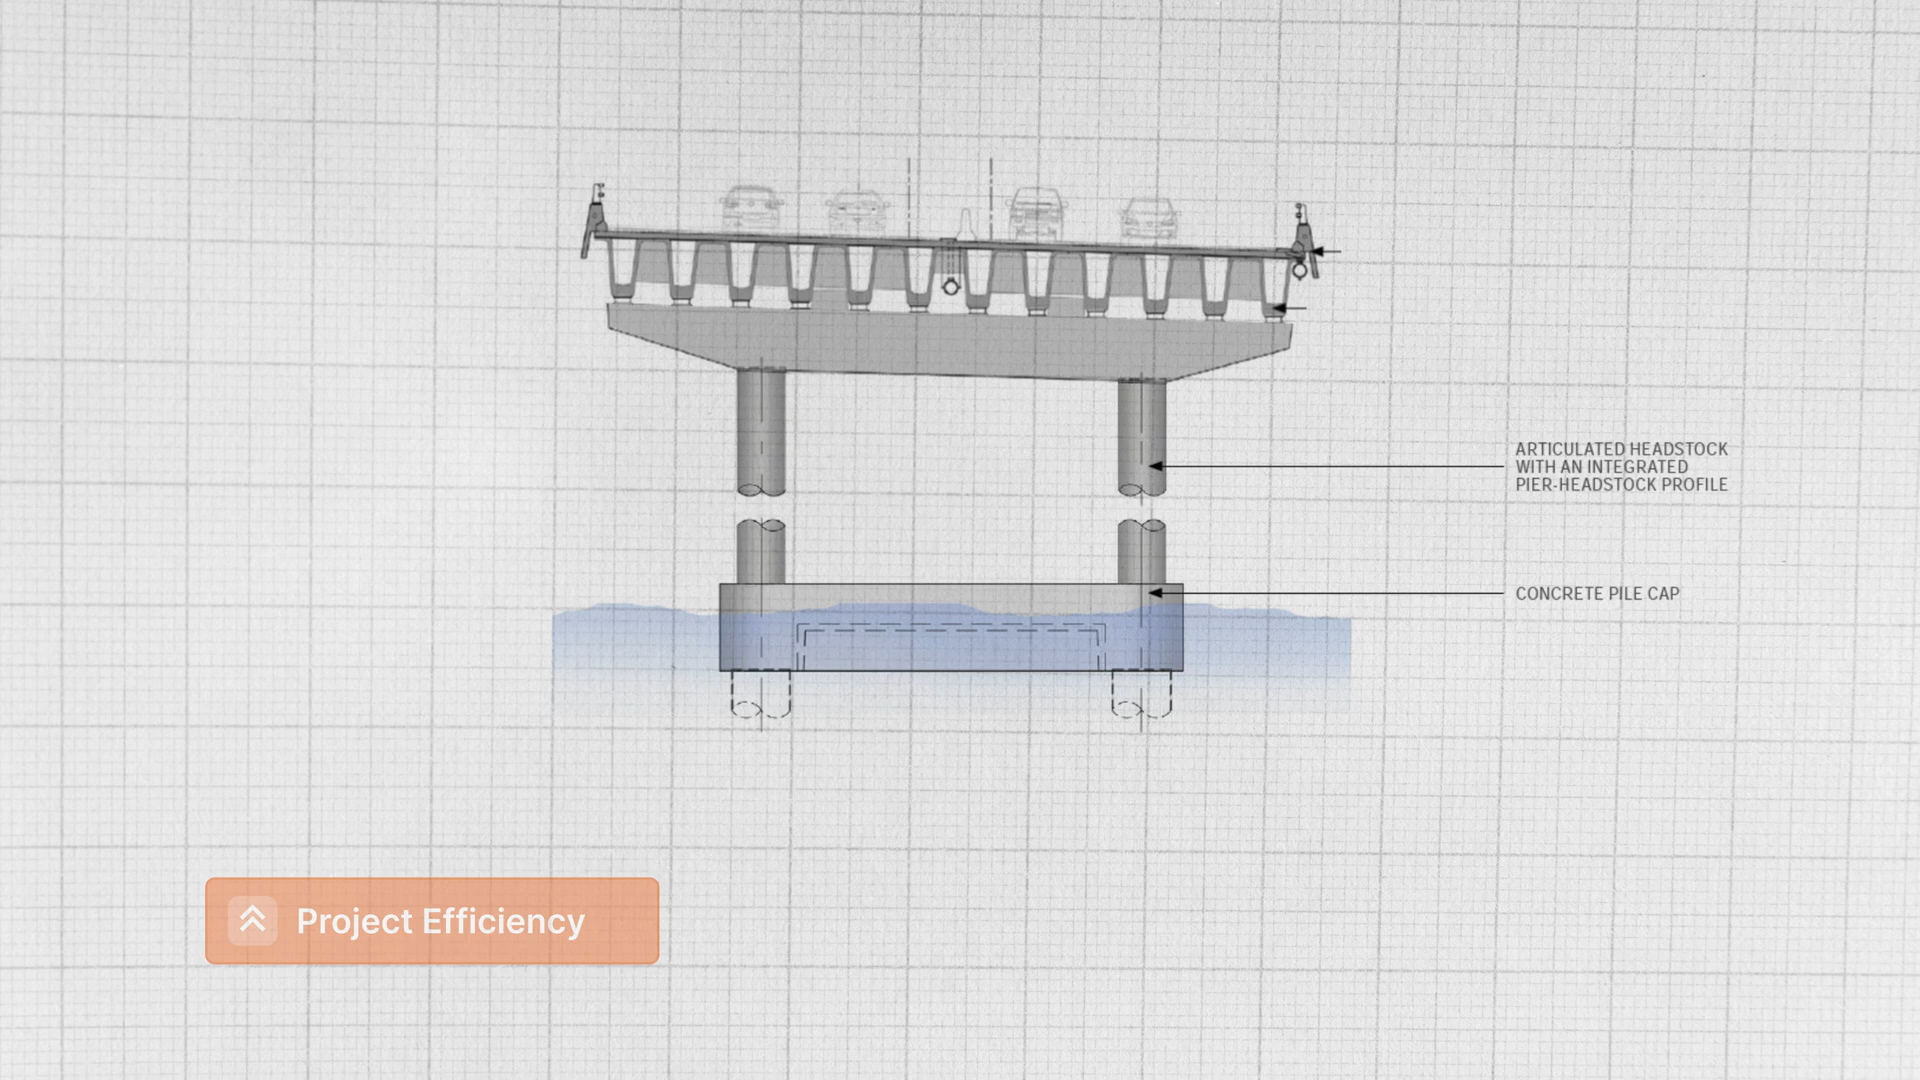 ARTICULATED HEADSTOCK
WITH AN INTEGRATED
PIER-HEADSTOCK PROFILE
CONCRETE PILE CAP
Project Efficiency